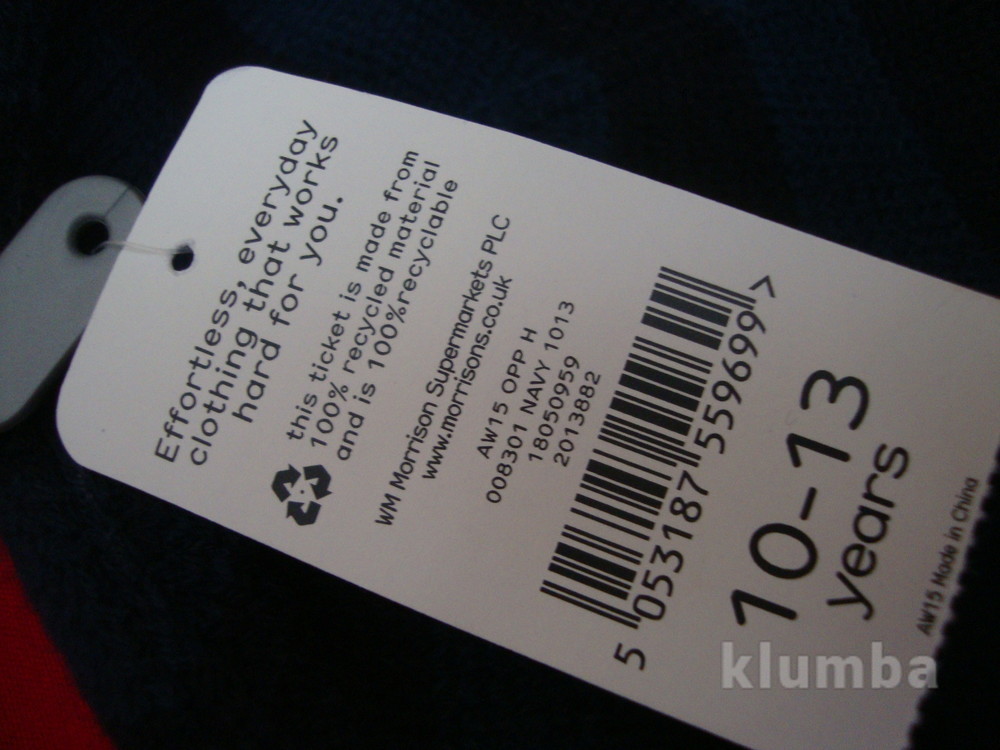 Effortless, everyday
clothing that works
hard for you.
this ticket is made from
100% recycled material
and is 100%recyclable
WM Morrison Supermarkets PLC
www.morrisons.co.uk
AW15 OPP H
008301 NAVY 1013
18050959
2013882
5 053187 559699 >
10-13
years
AW15 Made in China
klumba